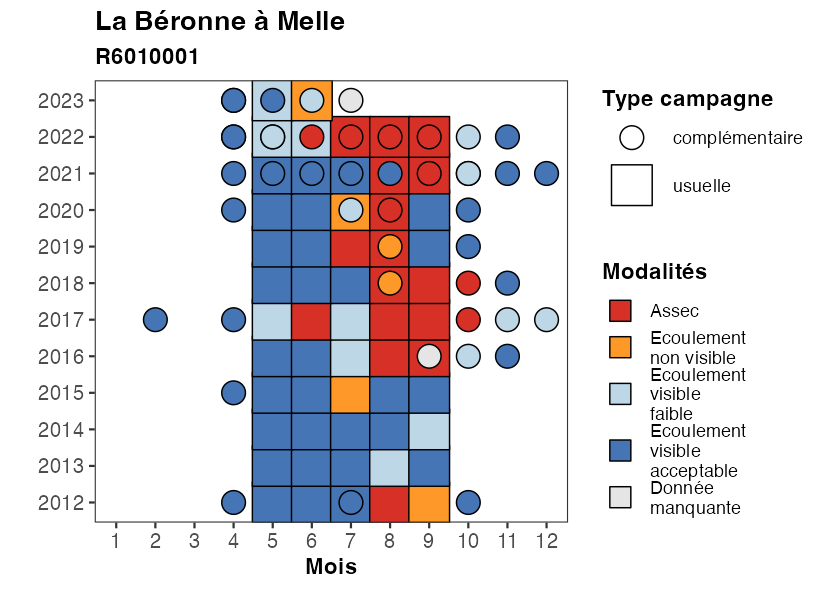 La Béronne à Melle
R6010001
2023
2022
2021
2020
2019
2018
2017
2016
2015
2014
2013
2012
1 2 3 4 5 6 7 8 9 10 11 12
Mois
Type campagne
complémentaire
usuelle
Modalités
Assec
Ecoulement
non visible
Ecoulement
visible
faible
Ecoulement
visible
acceptable
Donnée
manquante